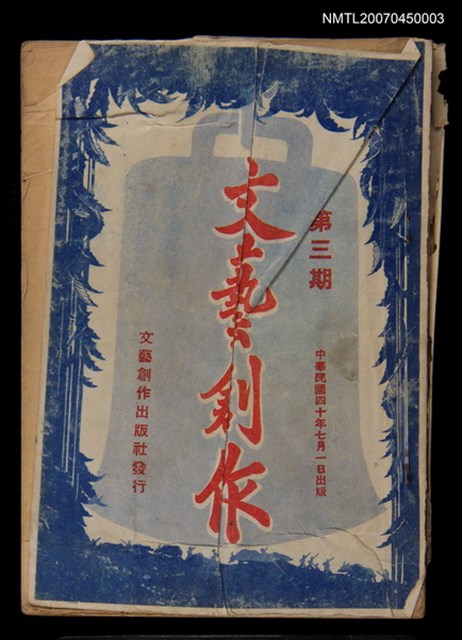 NMTL20070450003
第三期
中華民國四十年七月一日出版
文藝創作
文藝創作出版社發行